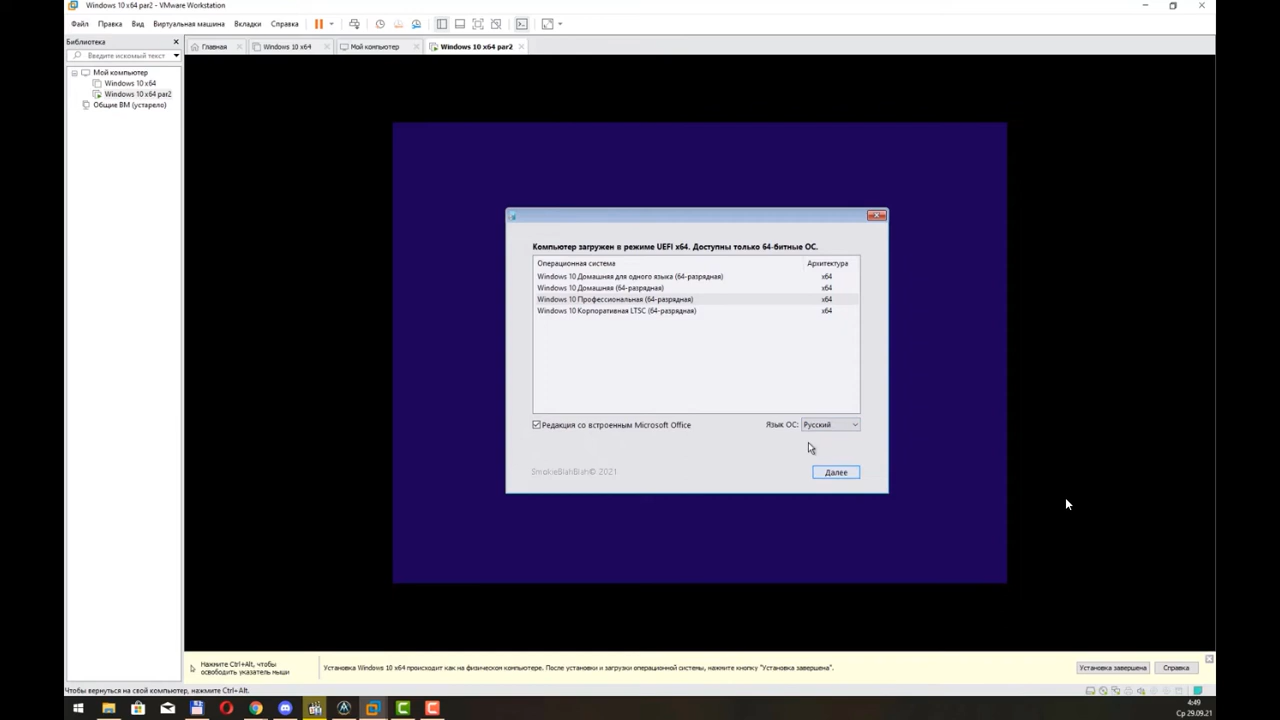 Windows 10 x64 par2 - VMware Workstation
Файл Правка Вид Виртуальная машина Вкладки Справка
Библиотека
Главная Windows 10 x64 Мой компьютер Windows 10 x64 par2
Введите искомый текст
Мой компьютер
Windows 10 x64
Windows 10 x64 par2
Общие ВМ (устарело)
Компьютер загружен в режиме UEFI x64. Доступны только 64-битные ОС.
Операционная система Архитектура
Windows 10 Домашняя для одного языка (64-разрядная) x64
Windows 10 Домашняя (64-разрядная) x64
Windows 10 Профессиональная (64-разрядная) x64
Windows 10 Корпоративная LTSC (64-разрядная) x64
Редакция со встроенным Microsoft Office Язык ОС: Русский
SmokieBlahBlah© 2021 Далее
Нажмите Ctrl+Alt, чтобы
освободить указатель мыши
Установка Windows 10 x64 происходит как на физическом компьютере. После установки и загрузки операционной системы, нажмите кнопку "Установка завершена".
Установка завершена Справка
Чтобы вернуться на свой компьютер, нажмите Ctrl+Alt.
4:49
Ср 29.09.21